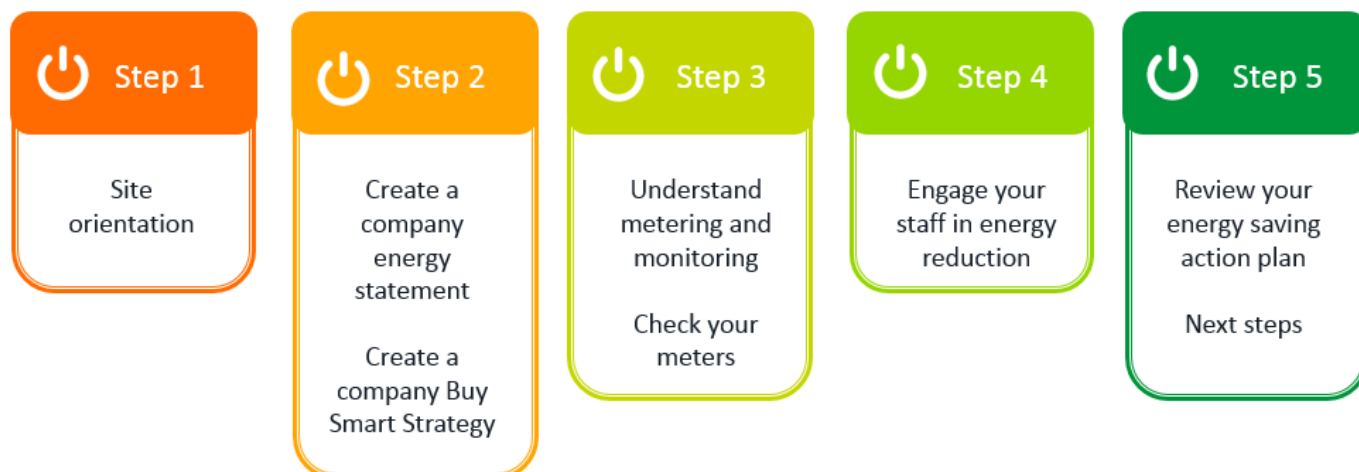 Step 1
Site
orientation
Step 2
Create a
company
energy
statement
Create a
company Buy
Smart Strategy
Step 3
Understand
metering and
monitoring
Check your
meters
Step 4
Engage your
staff in energy
reduction
Step 5
Review your
energy saving
action plan
Next steps